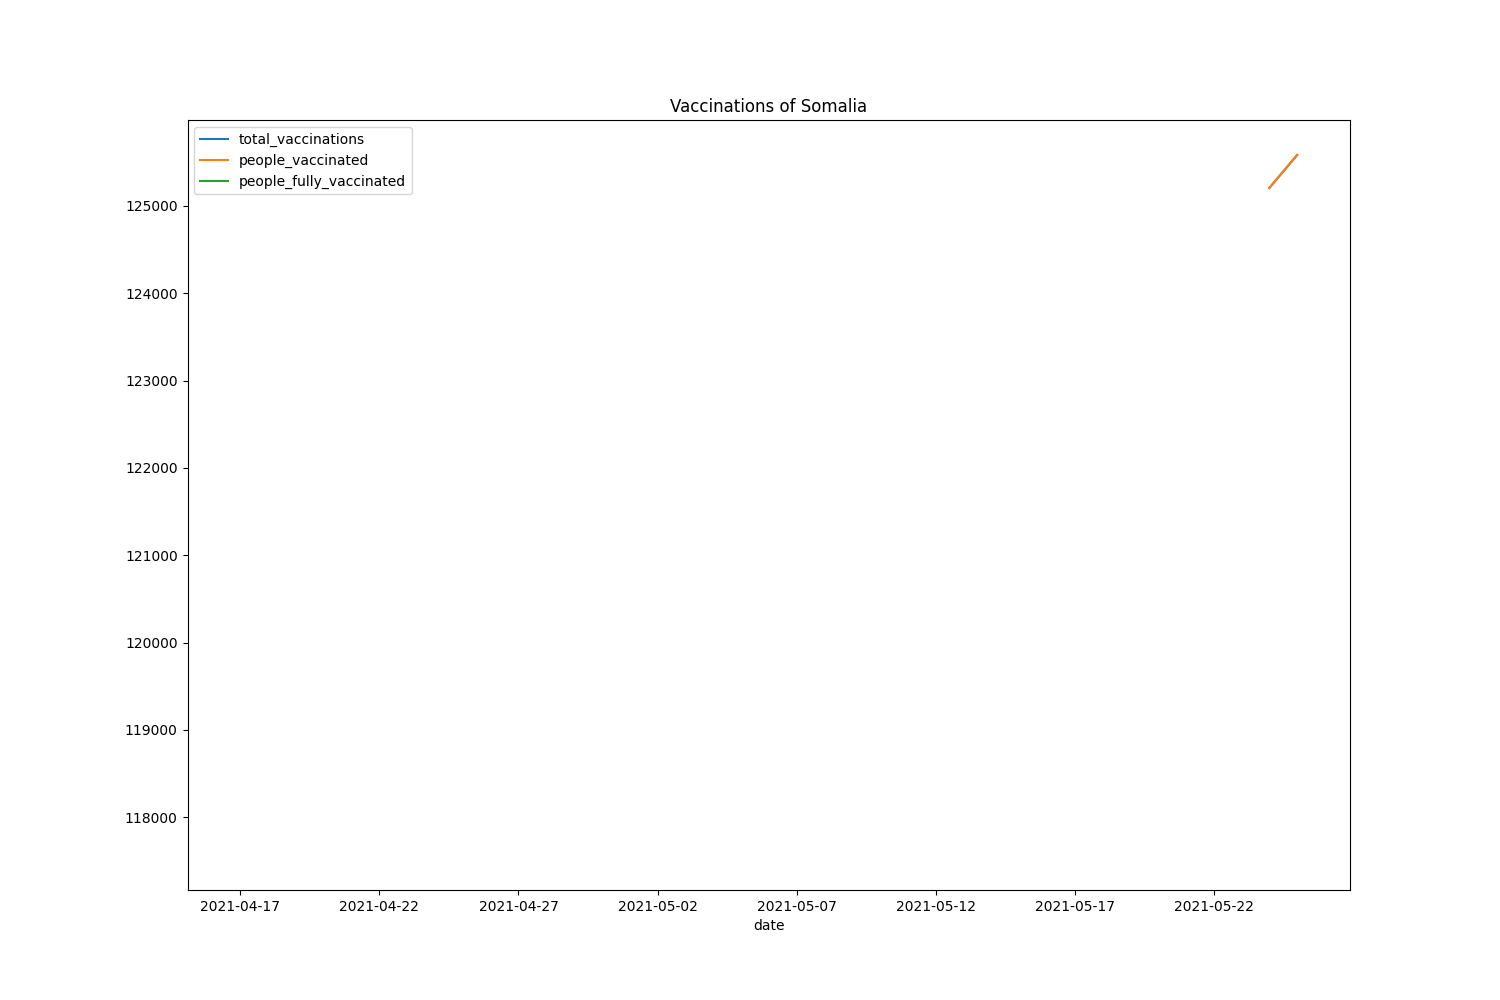 Vaccinations of Somalia
total_vaccinations
people_vaccinated
people_fully_vaccinated
125000
124000
123000
122000
121000
120000
119000
118000
2021-04-17 2021-04-22 2021-04-27 2021-05-02 2021-05-07 2021-05-12 2021-05-17 2021-05-22
date